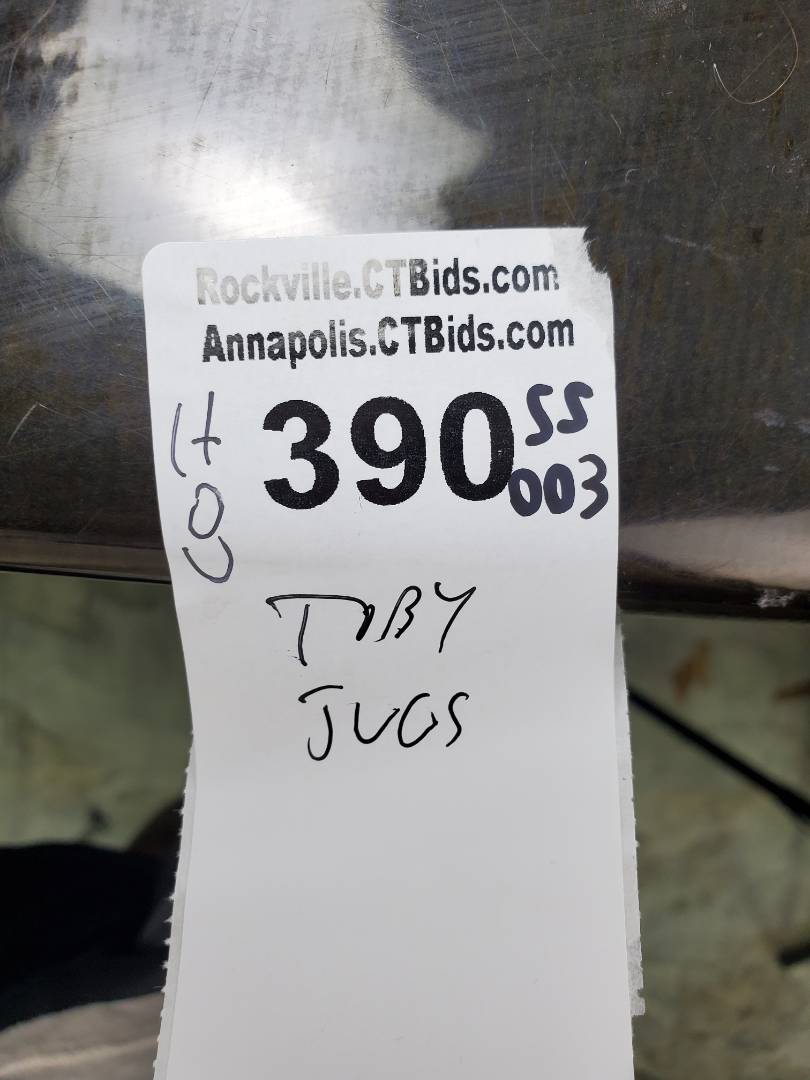 Rockville.CTBids.com
Annapolis.CTBids.com
390
SS
003
TOBY
JUGS